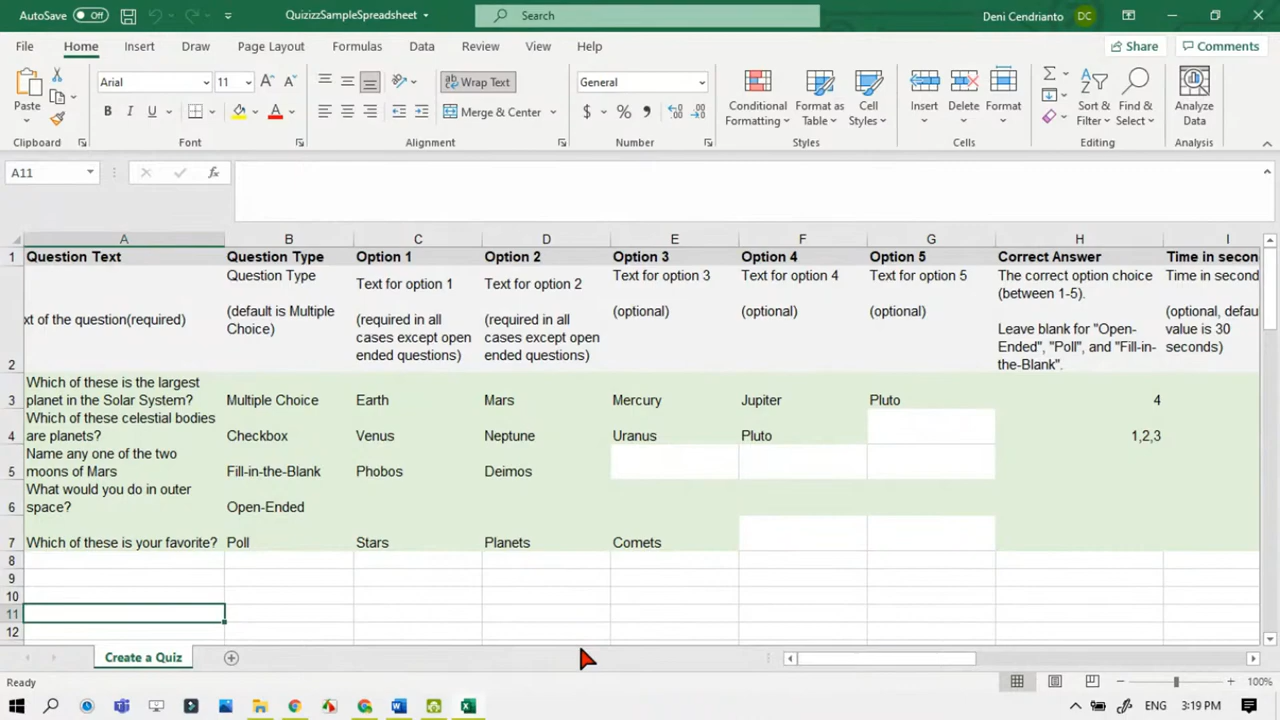 AutoSave Off QuizizzSampleSpreadsheet Search Deni Cendrianto DC
File Home Insert Draw Page Layout Formulas Data Review View Help Share Comments
Paste
Clipboard
Arial 11
B I U
Font
ab Wrap Text
Merge & Center
Alignment
General
$ %
Number
Conditional
Formatting
Format as
Table
Cell
Styles
Styles
Insert Delete Format
Cells
Sort &
Filter
Find &
Select
Editing
Analyze
Data
Analysis
A11 fx
A B C D E F G H I
1 Question Text Question Type Option 1 Option 2 Option 3 Option 4 Option 5 Correct Answer Time in secon
2
xt of the question(required)
Question Type
(default is Multiple
Choice)
Text for option 1
(required in all
cases except open
ended questions)
Text for option 2
(required in all
cases except open
ended questions)
Text for option 3
(optional)
Text for option 4
(optional)
Text for option 5
(optional)
The correct option choice
(between 1-5).
Leave blank for "Open-
Ended", "Poll", and "Fill-in-
the-Blank".
Time in second
(optional, defau
value is 30
seconds)
Which of these is the largest
3 planet in the Solar System? Multiple Choice Earth Mars Mercury Jupiter Pluto 4
Which of these celestial bodies
4 are planets? Checkbox Venus Neptune Uranus Pluto 1,2,3
Name any one of the two
5 moons of Mars Fill-in-the-Blank Phobos Deimos
What would you do in outer
6 space? Open-Ended
7 Which of these is your favorite? Poll Stars Planets Comets
8
9
10
11
12
Create a Quiz
Ready 100%
ENG 3:19 PM